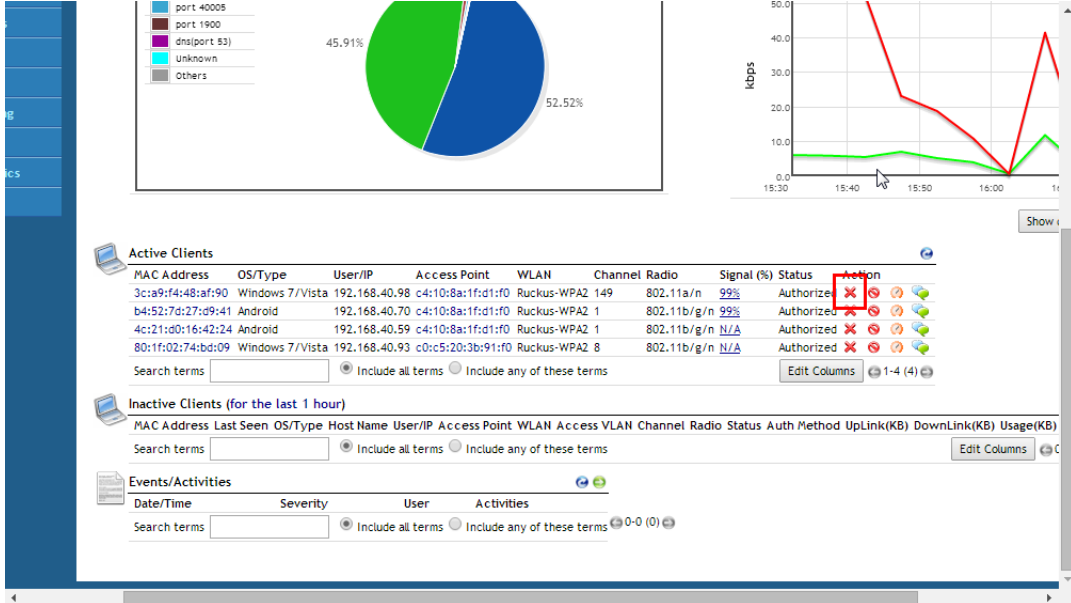 port 40005
port 1900
dns(port 53)
Unknown
Others
45.91%
52.52%
kbps
50.0
30.0
20.0
10.0
0.0
15:30 15:40 15:50 16:00
Show
s
g
ics
Active Clients
MAC Address OS/Type User/IP Access Point WLAN Channel Radio Signal (%) Status Action
3c:a9:f4:48:af:90 Windows 7/Vista 192.168.40.98 c4:10:8a:1f:d1:f0 Ruckus-WPA2 149 802.11a/n 99% Authorized
b4:52:7d:27:d9:41 Android 192.168.40.70 c4:10:8a:1f:d1:f0 Ruckus-WPA2 1 802.11b/g/n 99% Authorized
4c:21:d0:16:42:24 Android 192.168.40.59 c4:10:8a:1f:d1:f0 Ruckus-WPA2 1 802.11b/g/n N/A Authorized
80:1f:02:74:bd:09 Windows 7/Vista 192.168.40.93 c0:c5:20:3b:91:f0 Ruckus-WPA2 8 802.11b/g/n N/A Authorized
Search terms Include all terms Include any of these terms Edit Columns 1-4 (4)
Inactive Clients (for the last 1 hour)
MAC Address Last Seen OS/Type Host Name User/IP Access Point WLAN Access VLAN Channel Radio Status Auth Method UpLink(KB) DownLink(KB) Usage(KB)
Search terms Include all terms Include any of these terms Edit Columns
Events/Activities
Date/Time Severity User Activities
Search terms Include all terms Include any of these terms 0-0 (0)